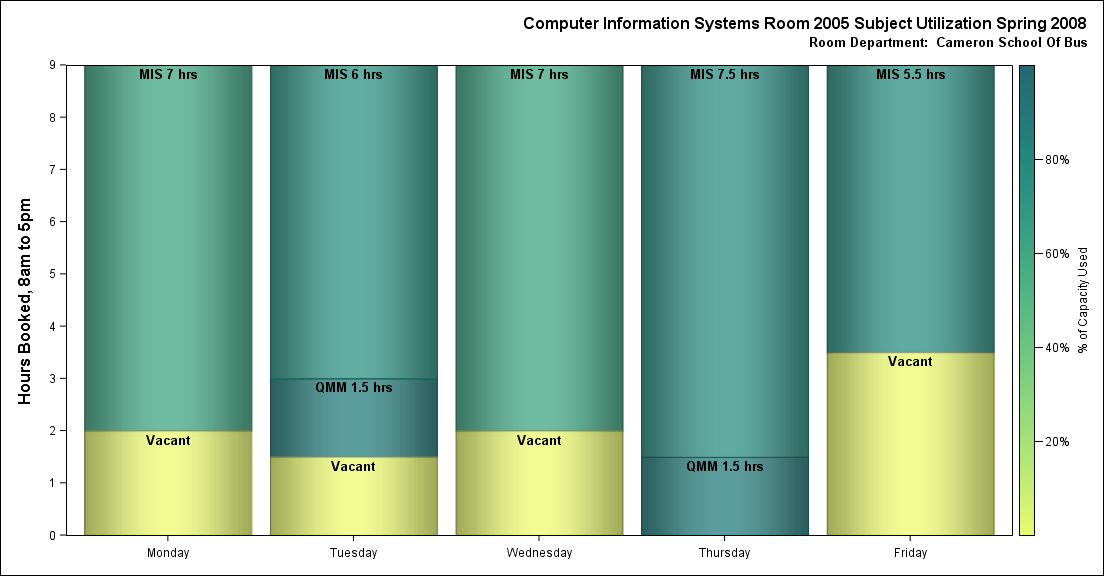 Computer Information Systems Room 2005 Subject Utilization Spring 2008
Room Department: Cameron School Of Bus
Hours Booked, 8am to 5pm
9
8
7
6
5
4
3
2
1
0
MIS 7 hrs
Vacant
MIS 6 hrs
QMM 1.5 hrs
Vacant
MIS 7 hrs
Vacant
MIS 7.5 hrs
QMM 1.5 hrs
MIS 5.5 hrs
Vacant
Monday
Tuesday
Wednesday
Thursday
Friday
80%
60%
40%
20%
% of Capacity Used